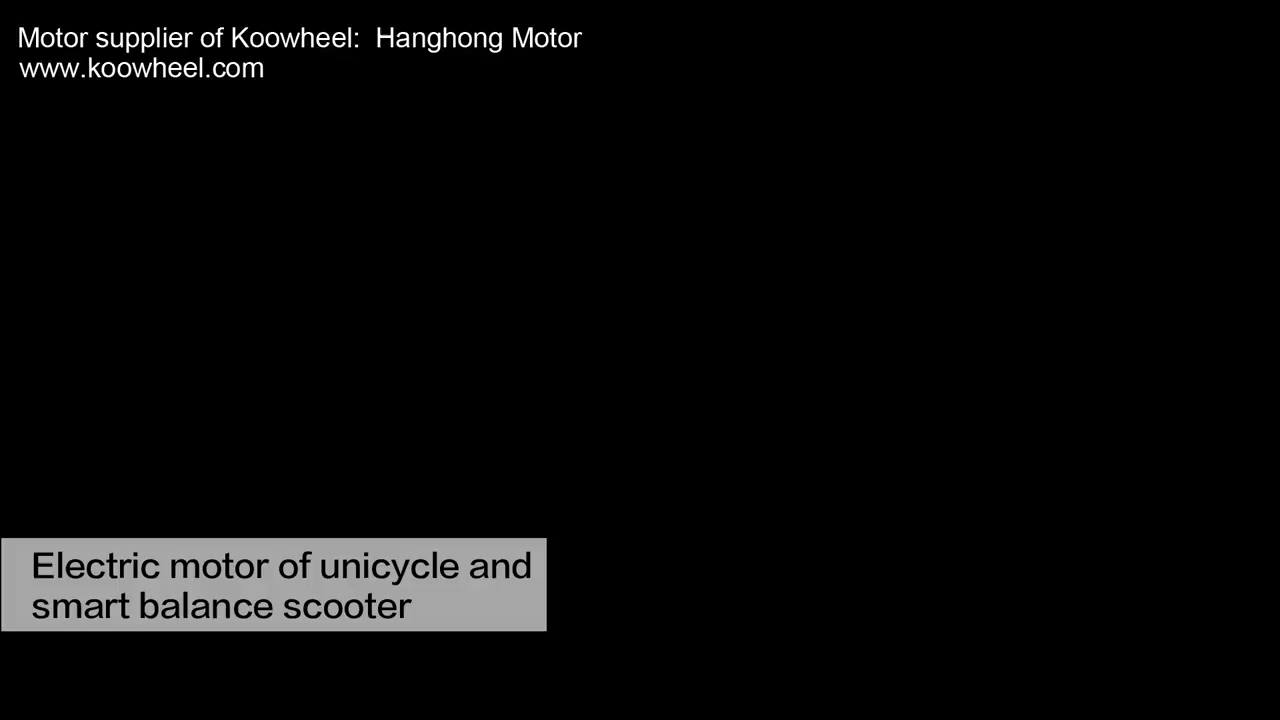 Motor supplier of Koowheel: Hanghong Motor
www.koowheel.com
Electric motor of unicycle and
smart balance scooter